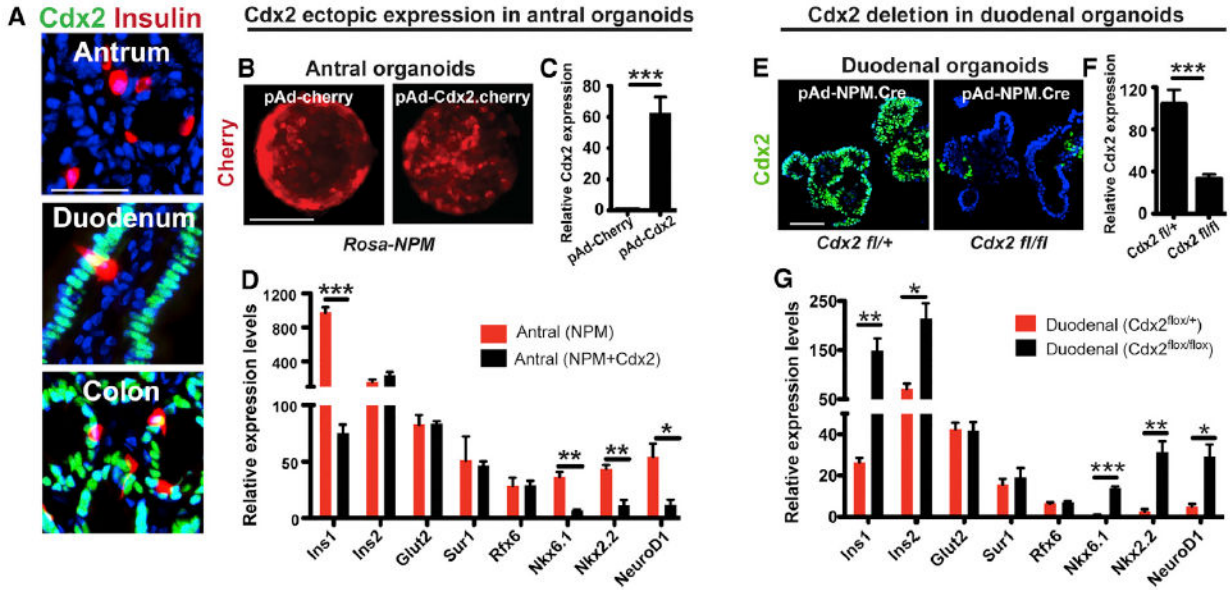 A Cdx2 Insulin
Antrum
Duodenum
Colon
Cdx2 ectopic expression in antral organoids
B Antral organoids
pAd-cherry pAd-Cdx2.cherry
Cherry
Rosa-NPM
C
***
Relative Cdx2 expression
80
60
40
20
0
pAd-Cherry
pAd-Cdx2
D
Relative expression levels
1200
1000
800
600
400
100
50
0
***
**
**
*
Antral (NPM)
Antral (NPM+Cdx2)
Ins1
Ins2
Glut2
Sur1
Rfx6
Nkx6.1
Nkx2.2
NeuroD1
Cdx2 deletion in duodenal organoids
E Duodenal organoids
pAd-NPM.Cre pAd-NPM.Cre
Cdx2
Cdx2 fl/+ Cdx2 fl/fl
F
***
Relative Cdx2 expression
120
80
40
0
Cdx2 fl/+
Cdx2 fl/fl
G
Relative expression levels
250
150
50
40
20
0
**
*
***
**
*
Duodenal (Cdx2flox/+)
Duodenal (Cdx2flox/flox)
Ins1
Ins2
Glut2
Sur1
Rfx6
Nkx6.1
Nkx2.2
NeuroD1